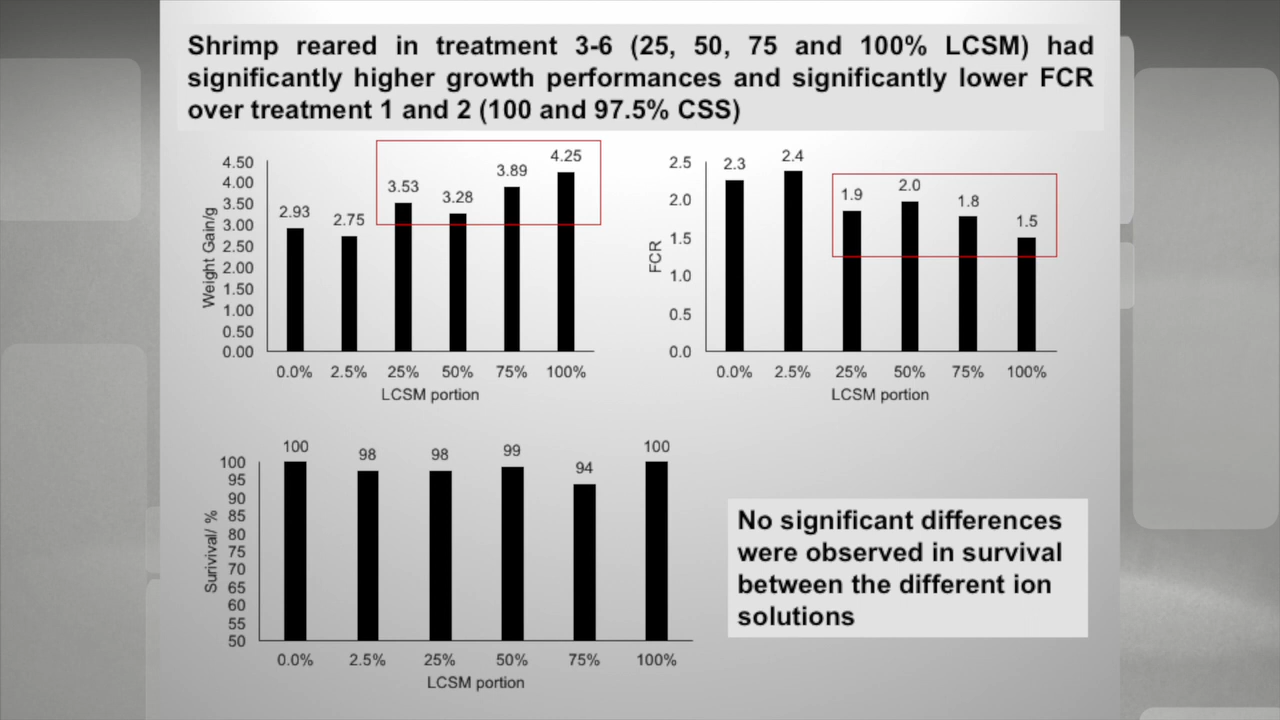 Shrimp reared in treatment 3-6 (25, 50, 75 and 100% LCSM) had
significantly higher growth performances and significantly lower FCR
over treatment 1 and 2 (100 and 97.5% CSS)
4.50
4.00
3.50
3.00
2.50
2.00
1.50
1.00
0.50
0.00
Weight Gain/g
2.93
2.75
3.53
3.28
3.89
4.25
0.0% 2.5% 25% 50% 75% 100%
LCSM portion
2.5
2.0
1.5
1.0
0.5
0.0
FCR
2.3
2.4
1.9
2.0
1.8
1.5
0.0% 2.5% 25% 50% 75% 100%
LCSM portion
100
95
90
85
80
75
70
65
60
55
50
Surivival/ %
100
98
98
99
94
100
0.0% 2.5% 25% 50% 75% 100%
LCSM portion
No significant differences
were observed in survival
between the different ion
solutions